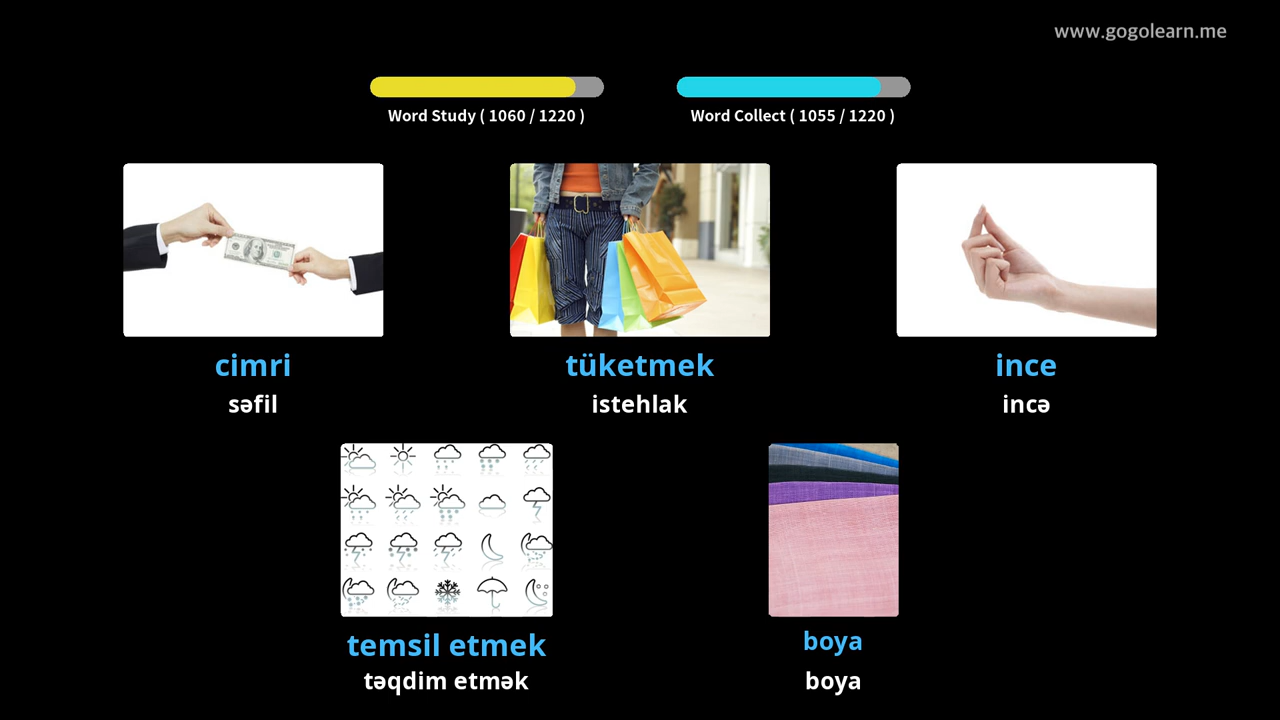 www.gogolearn.me
Word Study ( 1060 / 1220 )
Word Collect ( 1055 / 1220 )
cimri
səfil
tüketmek
istehlak
ince
incə
temsil etmek
təqdim etmək
boya
boya